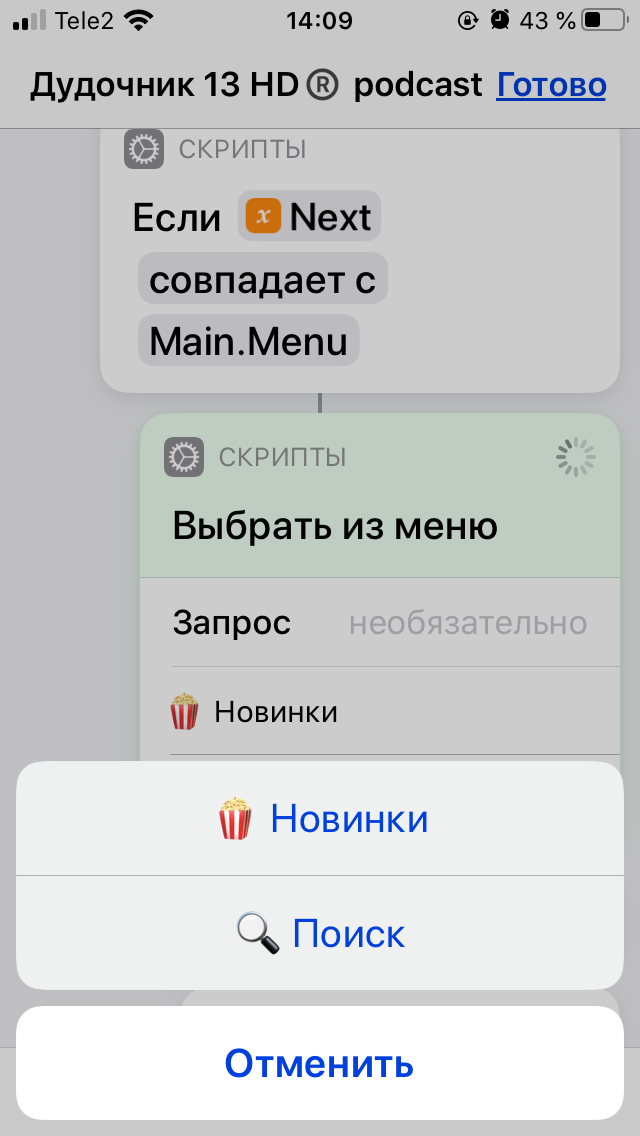 Tele2 14:09 43 %
Дудочник 13 HD® podcast Готово
СКРИПТЫ
Если x Next
совпадает с
Main.Menu
СКРИПТЫ
Выбрать из меню
Запрос необязательно
Новинки
Новинки
Поиск
Отменить